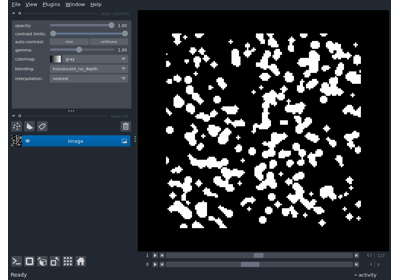 File View Plugins Window Help
opacity: 1.00
contrast limits:
auto-contrast: once continuous
gamma: 1.00
colormap: gray
blending: translucent_no_depth
interpolation: nearest
Image
1
0
Ready
activity